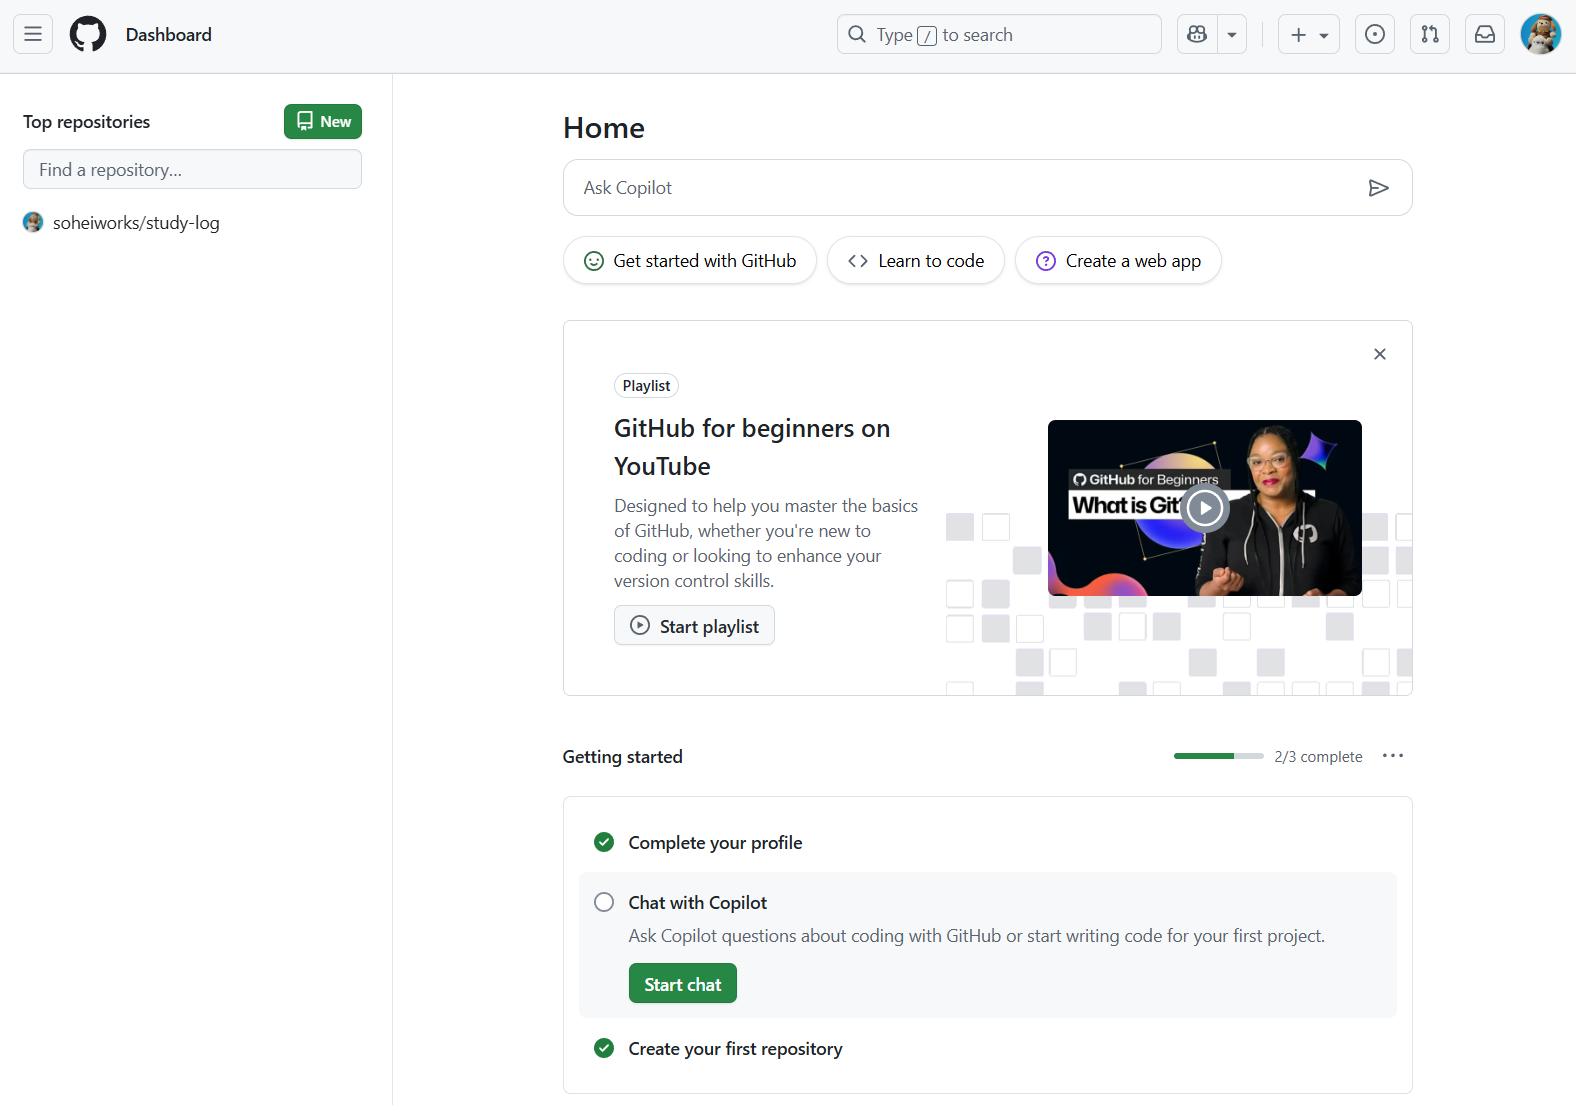 Dashboard
Type / to search
Top repositories
New
Find a repository...
soheiworks/study-log
Home
Ask Copilot
Get started with GitHub
Learn to code
Create a web app
Playlist
GitHub for beginners on
YouTube
Designed to help you master the basics
of GitHub, whether you're new to
coding or looking to enhance your
version control skills.
Start playlist
GitHub for Beginners
What is Git
Getting started
2/3 complete
Complete your profile
Chat with Copilot
Ask Copilot questions about coding with GitHub or start writing code for your first project.
Start chat
Create your first repository